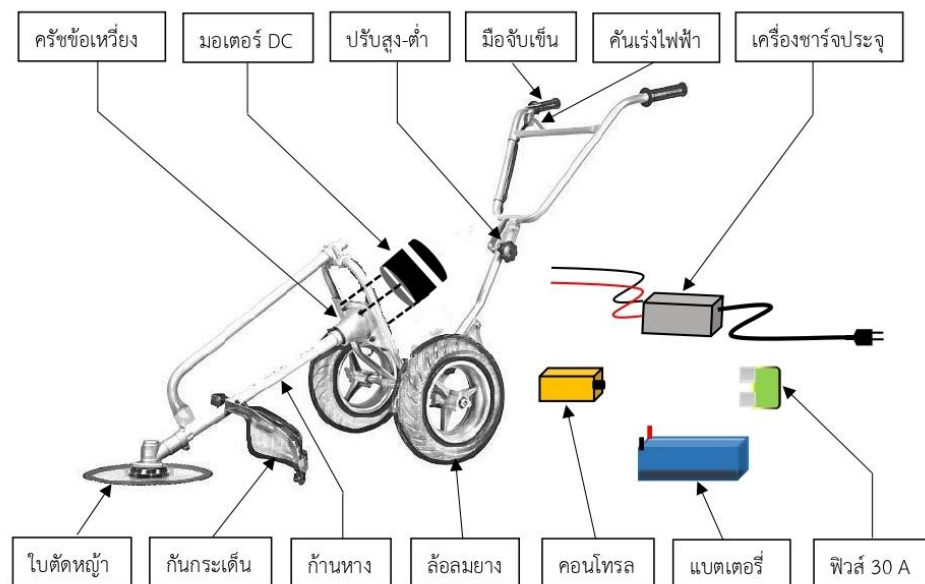 ครัชข้อเหวี่ยง
มอเตอร์ DC
ปรับสูง-ต่ำ
มือจับเข็น
คันเร่งไฟฟ้า
เครื่องชาร์จประจุ
ใบตัดหญ้า
กันกระเด็น
ก้านหาง
ล้อลมยาง
คอนโทรล
แบตเตอรี่
ฟิวส์ 30 A